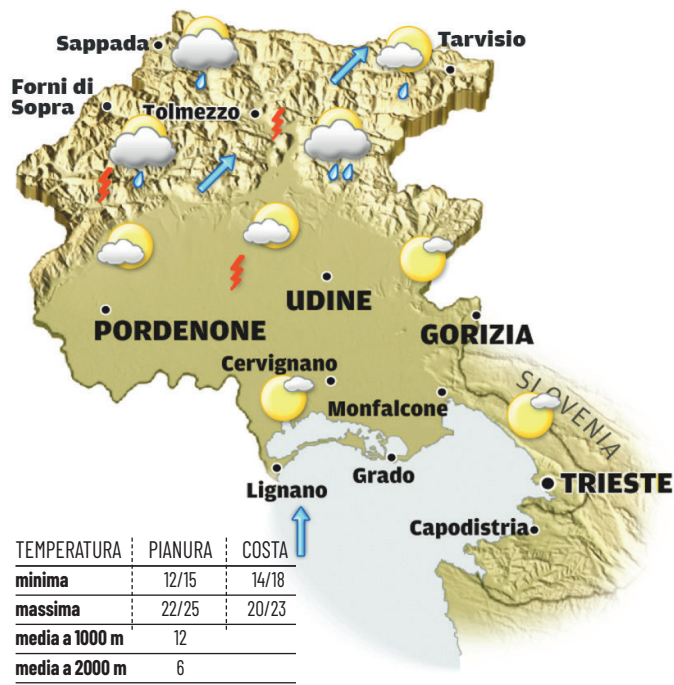 Sappada
Tarvisio
Forni di
Sopra
Tolmezzo
UDINE
PORDENONE
GORIZIA
Cervignano
SLOVENIA
Monfalcone
Grado
TRIESTE
Lignano
Capodistria
TEMPERATURA PIANURA COSTA
minima 12/15 14/18
massima 22/25 20/23
media a 1000 m 12
media a 2000 m 6